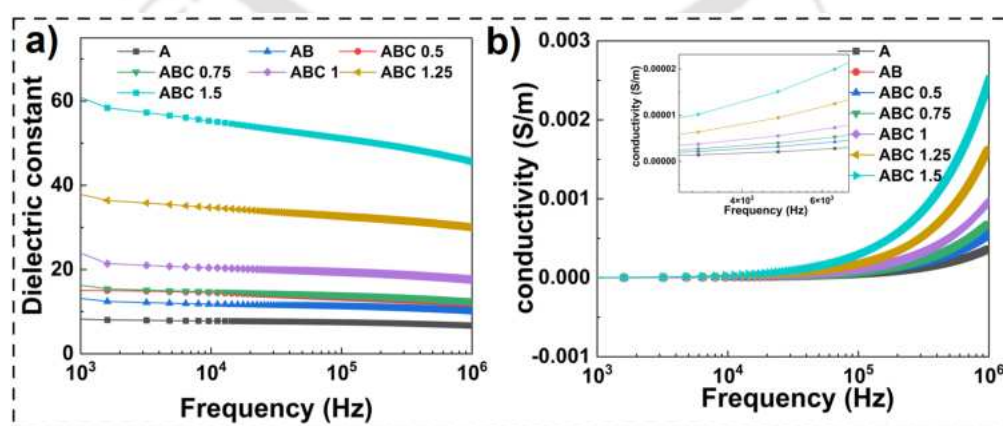 a)
A
AB
ABC 0.5
ABC 0.75
ABC 1
ABC 1.25
ABC 1.5
60
40
20
0
Dielectric constant
10³
10⁴
10⁵
10⁶
Frequency (Hz)
b)
0.003
0.002
0.001
0.000
-0.001
conductivity (S/m)
A
AB
ABC 0.5
ABC 0.75
ABC 1
ABC 1.25
ABC 1.5
0.00002
0.00001
0.00000
conductivity (S/m)
4×10³
6×10³
Frequency (Hz)
10³
10⁴
10⁵
10⁶
Frequency (Hz)